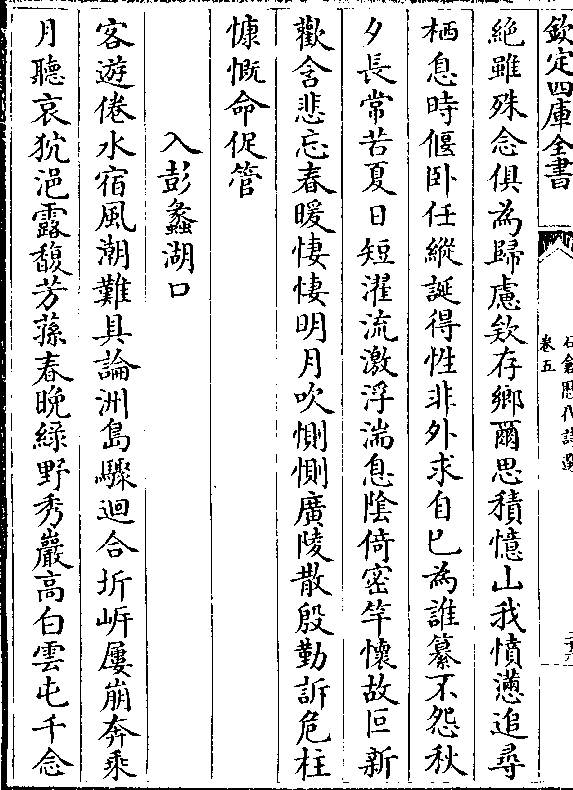 欽定四庫全書
石倉歷代詩選
卷五
二六
絶雖殊念俱為歸慮欵存鄉爾思積憶山我憤懣追尋
栖息時偃卧任縱誕得性非外求自已為誰纂不怨秋
夕長常苦夏日短濯流激浮湍息陰倚密竿懷故叵新
歡含悲忘春暖悽悽明月吹惻惻廣陵散殷勤訴危柱
慷慨命促管
入彭蠡湖口
客遊倦水宿風潮難具論洲島驟迴合圻㟁屢崩奔乘
月聽哀狖浥露馥芳蓀春晩緑野秀巖高白雲屯千念